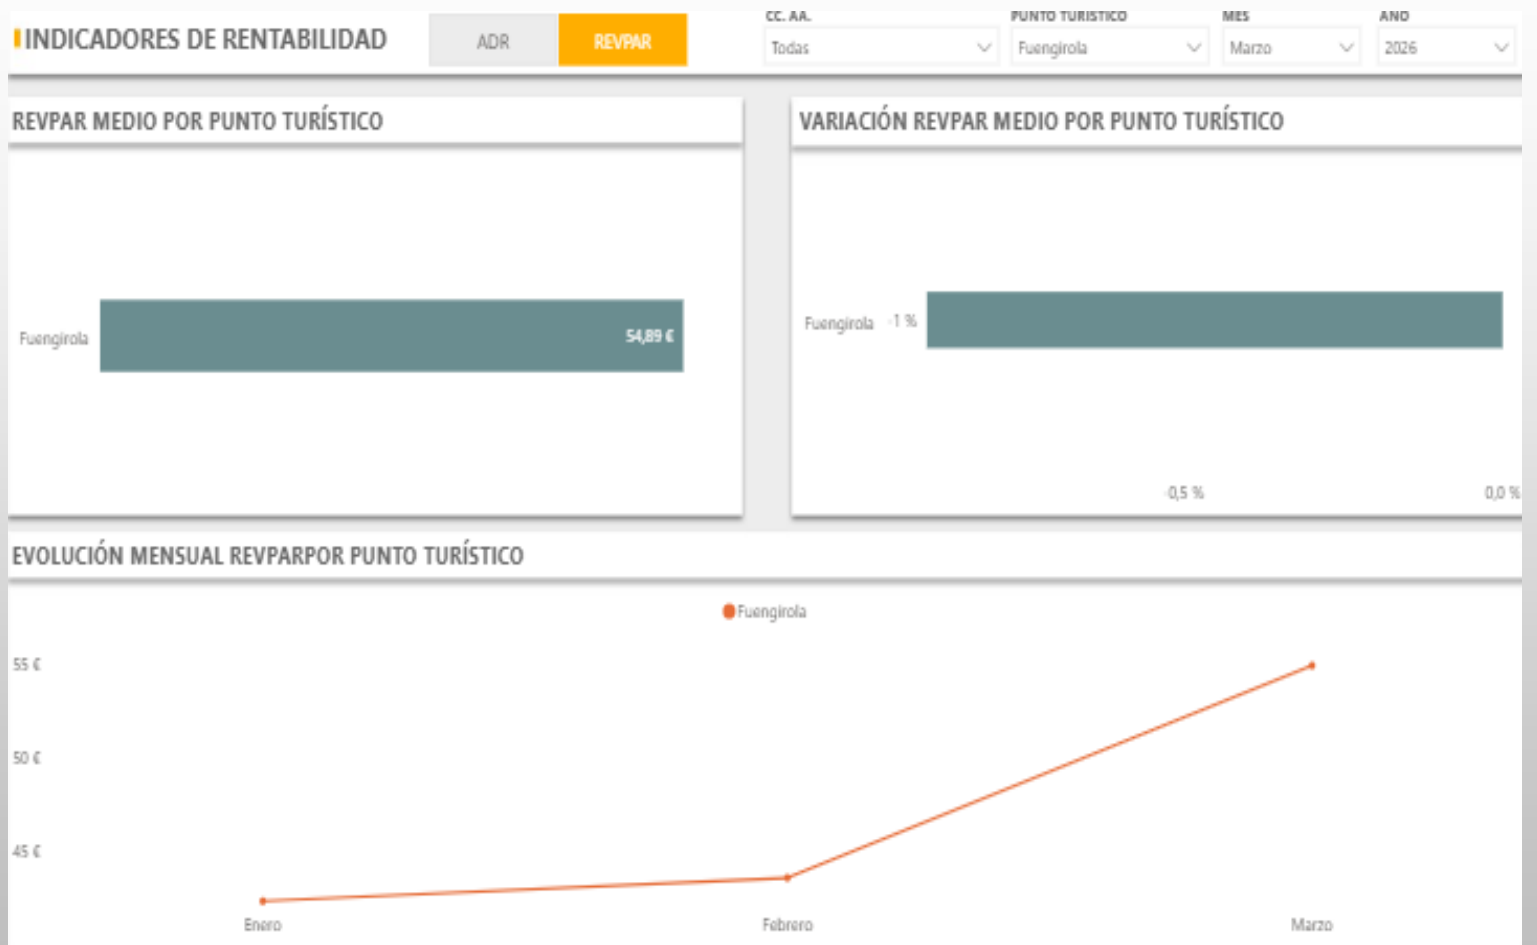 INDICADORES DE RENTABILIDAD
ADR
REVPAR
CC. AA.
Todas
PUNTO TURÍSTICO
Fuengirola
MES
Marzo
AÑO
2026
REVPAR MEDIO POR PUNTO TURÍSTICO
Fuengirola
54,89 €
VARIACIÓN REVPAR MEDIO POR PUNTO TURÍSTICO
Fuengirola -1 %
-0,5 %
0,0 %
EVOLUCIÓN MENSUAL REVPARPOR PUNTO TURÍSTICO
Fuengirola
55 €
50 €
45 €
Enero
Febrero
Marzo